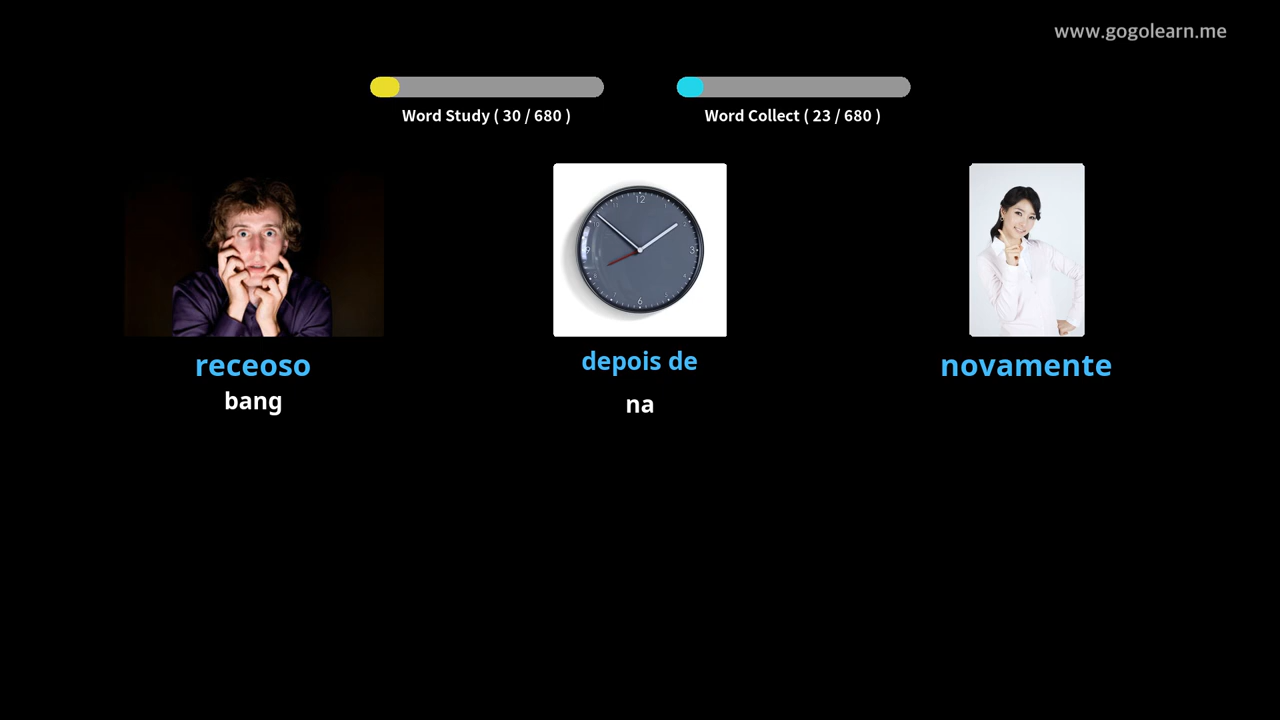 www.gogolearn.me
Word Study ( 30 / 680 )
Word Collect ( 23 / 680 )
receoso
bang
depois de
na
novamente